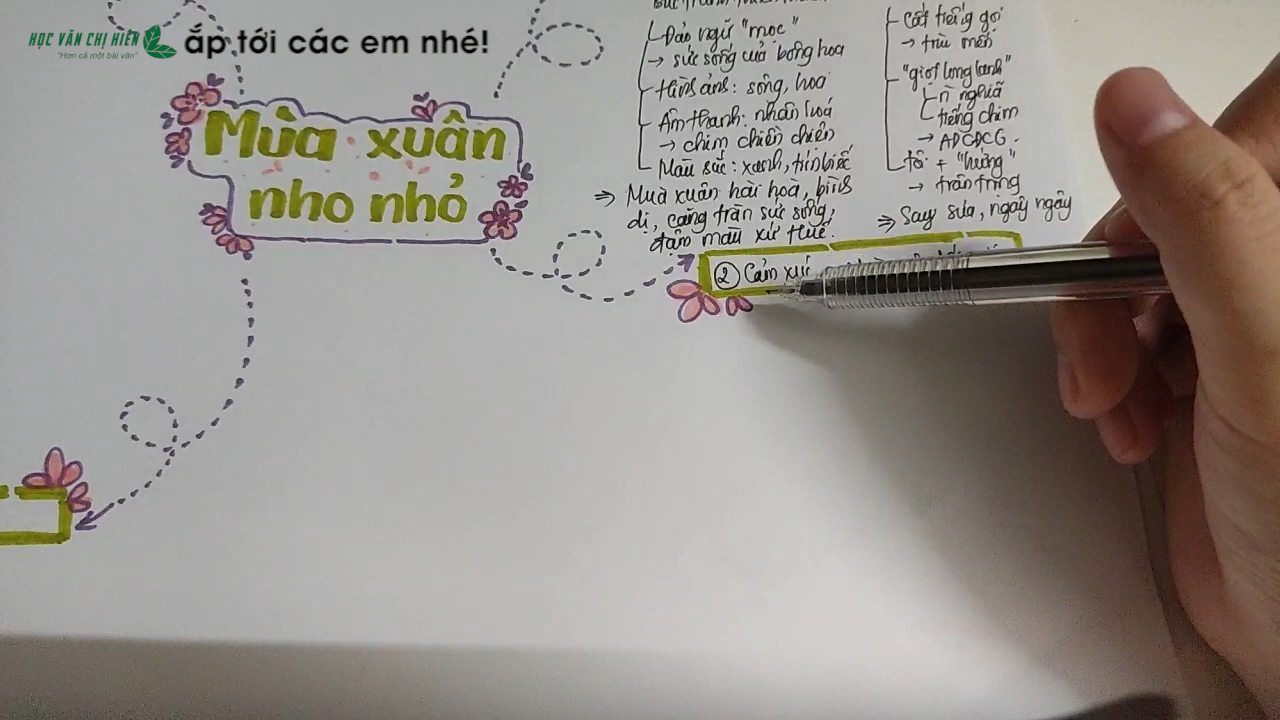 HỌC VĂN CHỊ HIÊN
"Hơn cả một bài văn"
ắp tới các em nhé!
Mùa xuân
nho nhỏ
Đảo ngữ "mọc"
→ sức sống của bông hoa
Hình ảnh: sông, hoa
Âm thanh: nhân hoá
→ chim chiền chiện
Màu sắc: xanh, tím biếc
⇒ Mùa xuân hài hoà, bình
dị, căng tràn sức sống,
đậm màu xứ Huế.
Cất tiếng gọi
→ trìu mến
"giọt long lanh"
nghĩa
tiếng chim
→ ADCĐCG.
tôi + "hứng"
→ trân trọng
⇒ Say sưa, ngây ngây
② Cảm xúc